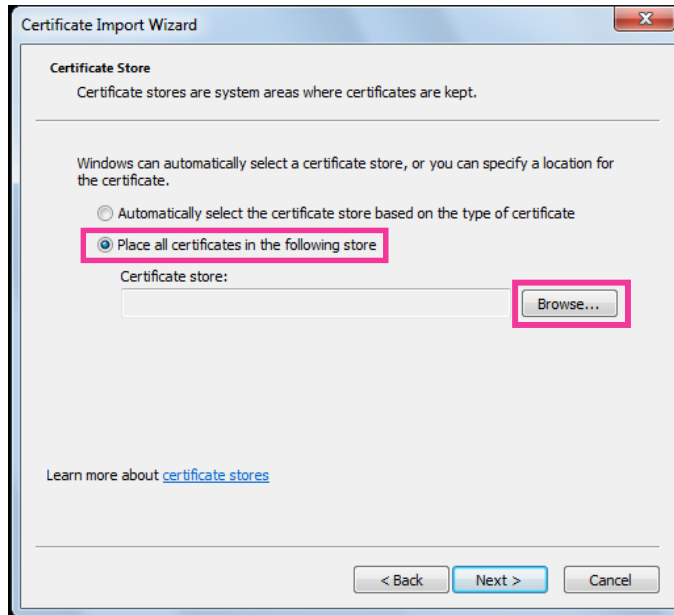 Certificate Import Wizard
Certificate Store
Certificate stores are system areas where certificates are kept.
Windows can automatically select a certificate store, or you can specify a location for
the certificate.
Automatically select the certificate store based on the type of certificate
Place all certificates in the following store
Certificate store:
Browse...
Learn more about certificate stores
< Back Next > Cancel